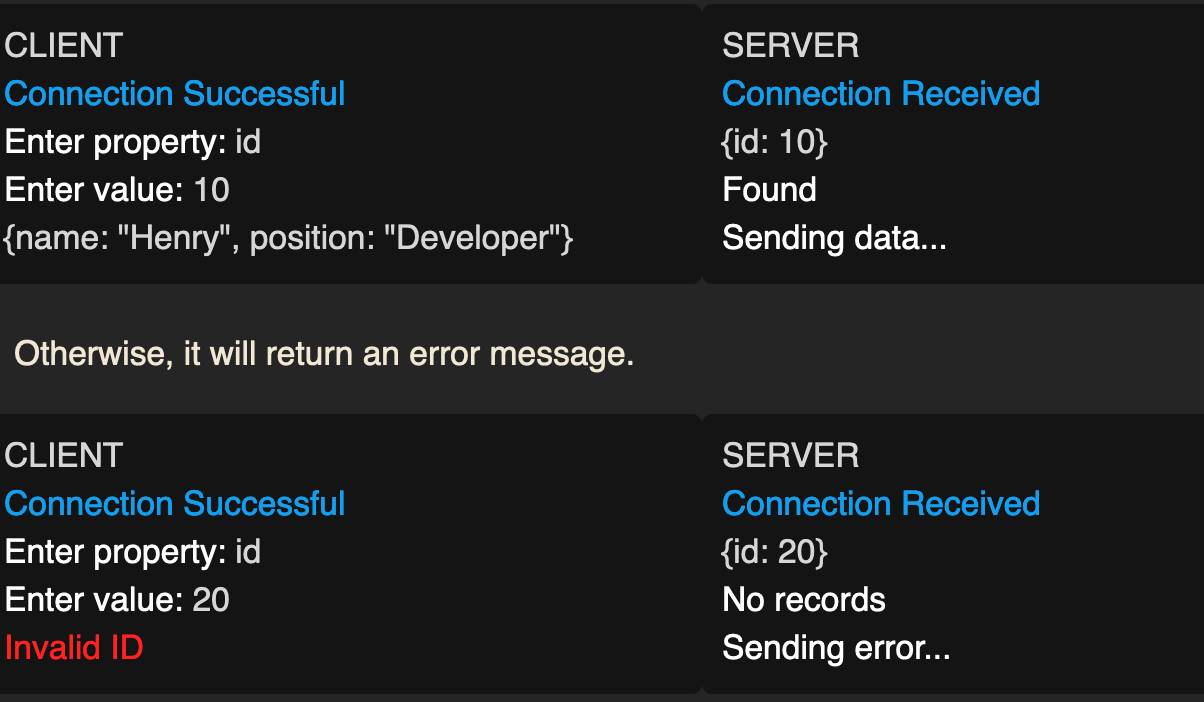 CLIENT
Connection Successful
Enter property: id
Enter value: 10
{name: "Henry", position: "Developer"}
SERVER
Connection Received
{id: 10}
Found
Sending data...
Otherwise, it will return an error message.
CLIENT
Connection Successful
Enter property: id
Enter value: 20
Invalid ID
SERVER
Connection Received
{id: 20}
No records
Sending error...